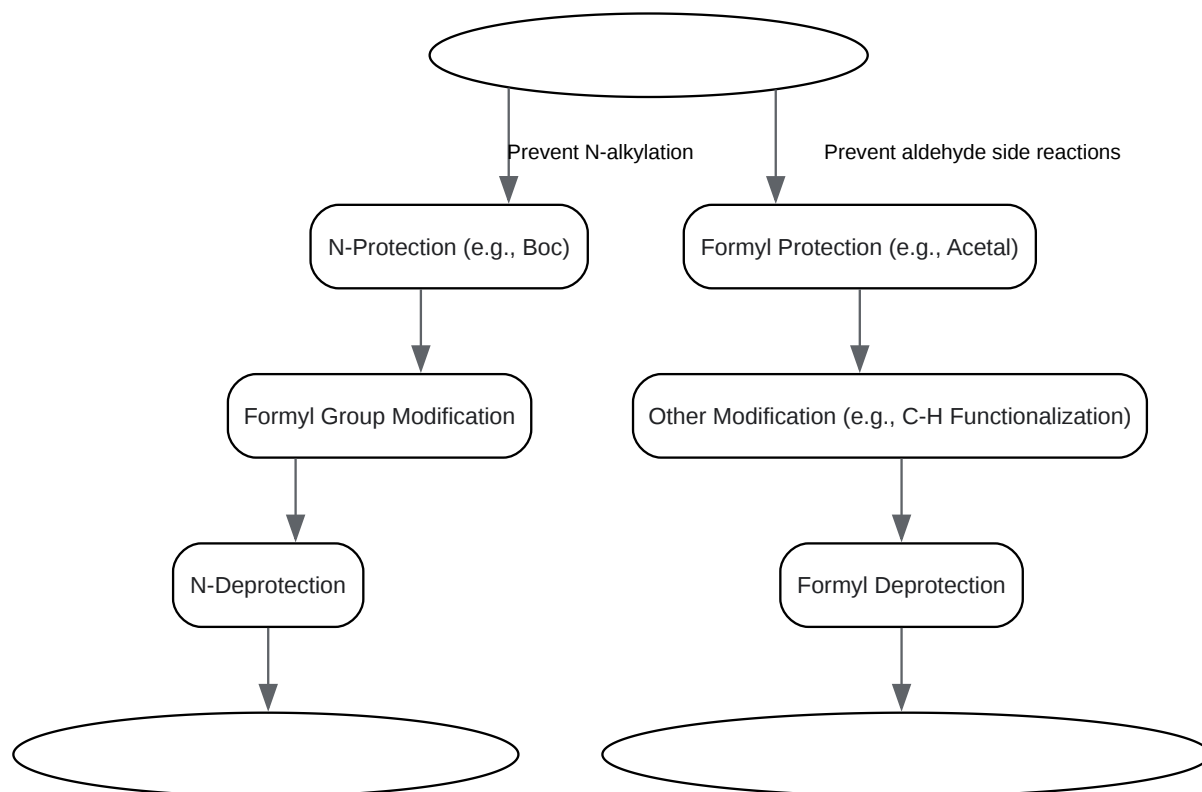 Prevent N-alkylation
Prevent aldehyde side reactions
N-Protection (e.g., Boc)
Formyl Protection (e.g., Acetal)
Formyl Group Modification
Other Modification (e.g., C-H Functionalization)
N-Deprotection
Formyl Deprotection